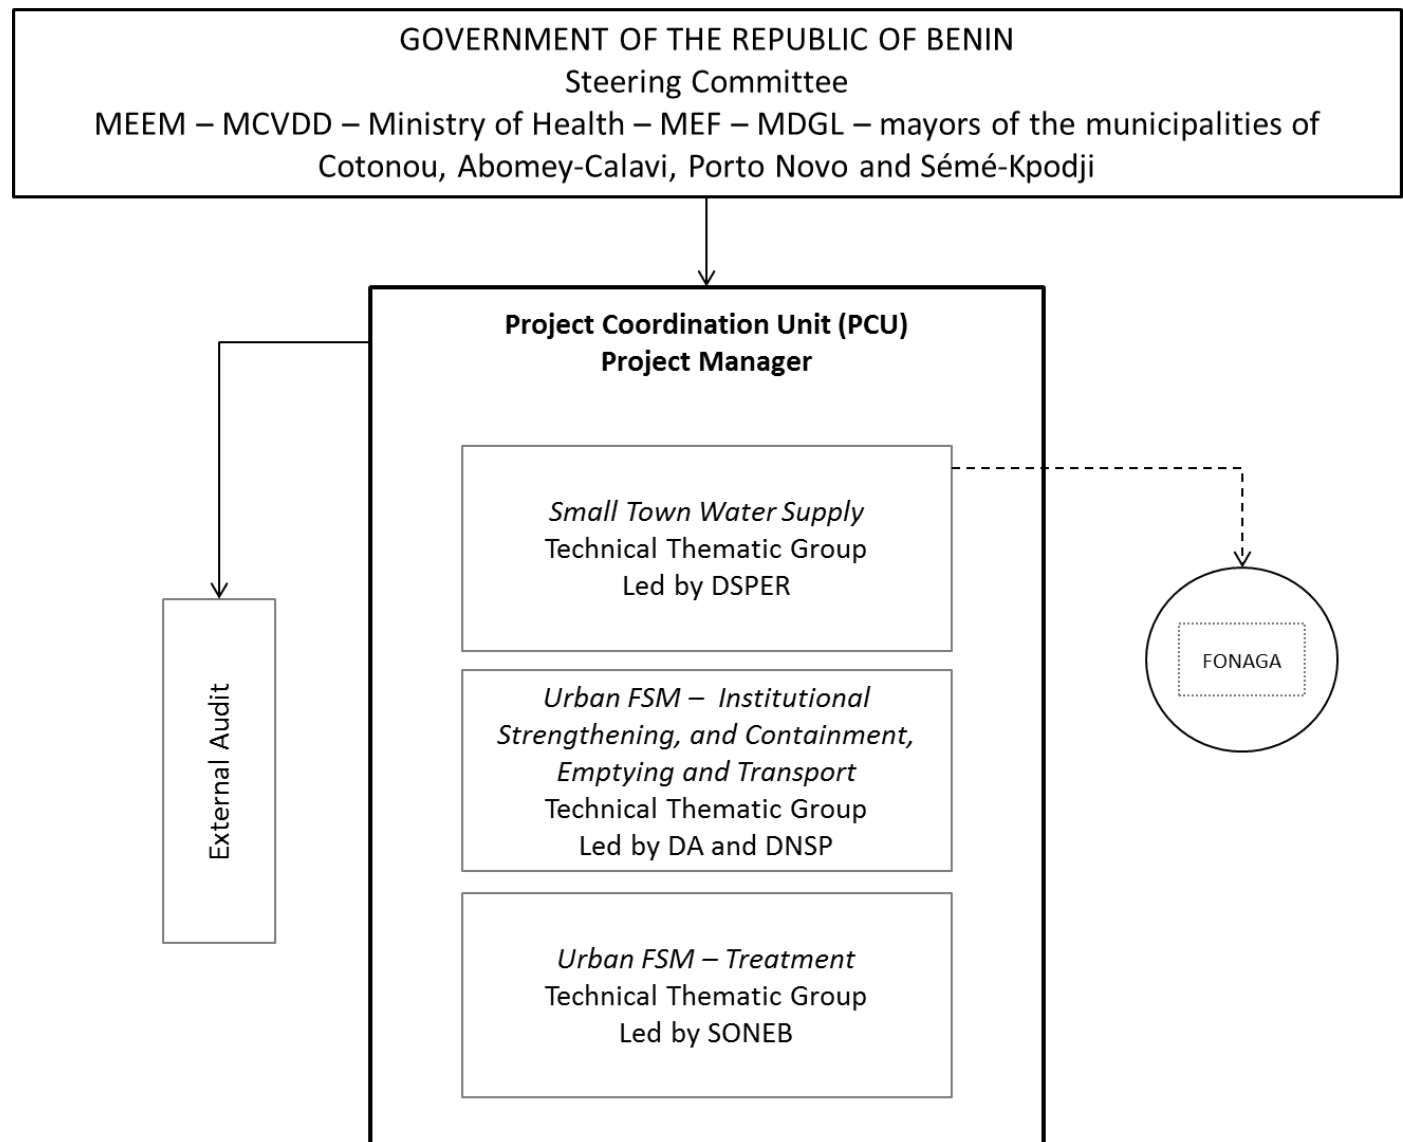 GOVERNMENT OF THE REPUBLIC OF BENIN
Steering Committee
MEEM – MCVDD – Ministry of Health – MEF – MDGL – mayors of the municipalities of
Cotonou, Abomey-Calavi, Porto Novo and Sémé-Kpodji
Project Coordination Unit (PCU)
Project Manager
Small Town Water Supply
Technical Thematic Group
Led by DSPER
FONAGA
External Audit
Urban FSM – Institutional
Strengthening, and Containment,
Emptying and Transport
Technical Thematic Group
Led by DA and DNSP
Urban FSM – Treatment
Technical Thematic Group
Led by SONEB